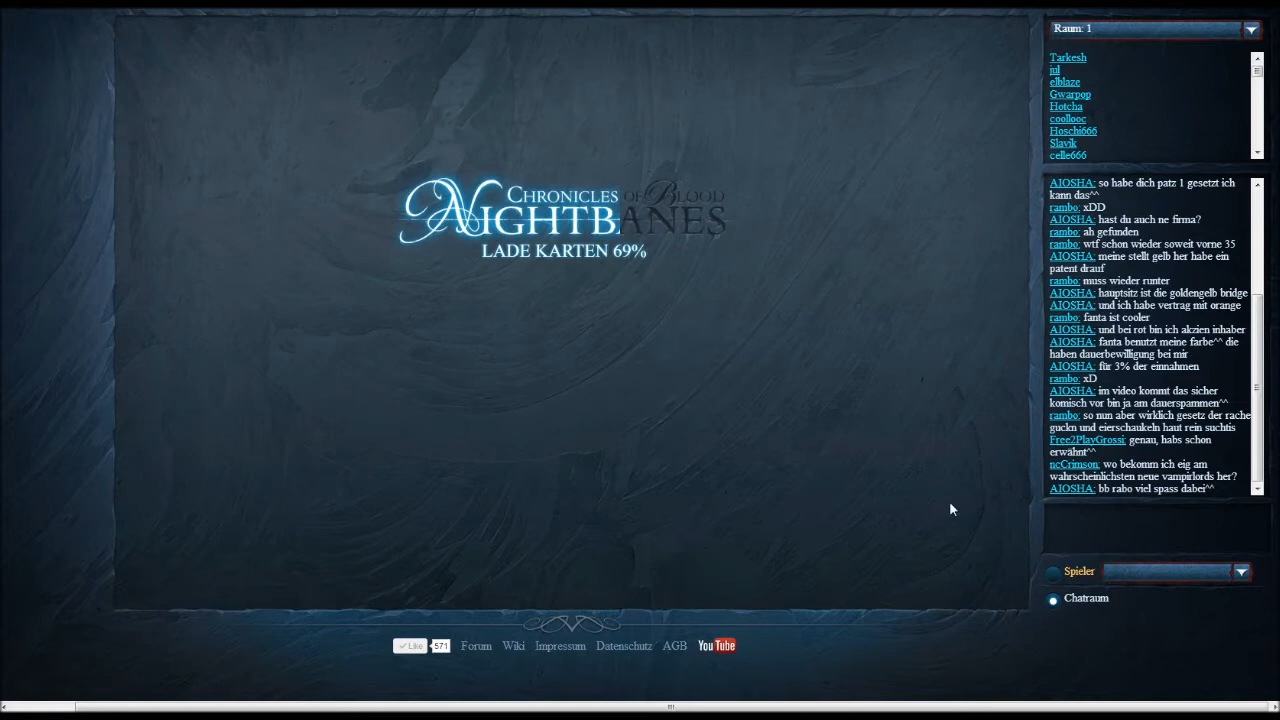 Raum: 1
Tarkesh
jul
elblaze
Gwarpop
Hotcha
coollooc
Hoschi666
Slavik
celle666
CHRONICLES OF BLOOD
NIGHTBANES
LADE KARTEN 69%
AIOSHA: so habe dich patz 1 gesetzt ich
kann das^^
rambo: xDD
AIOSHA: hast du auch ne firma?
rambo: ah gefunden
rambo: wtf schon wieder soweit vorne 35
AIOSHA: meine stellt gelb her habe ein
patent drauf
rambo: muss wieder runter
AIOSHA: hauptsitz ist die goldengelb bridge
AIOSHA: und ich habe vertrag mit orange
rambo: fanta ist cooler
AIOSHA: und bei rot bin ich akzien inhaber
AIOSHA: fanta benutzt meine farbe^^ die
haben dauerbewilligung bei mir
AIOSHA: für 3% der einnahmen
rambo: xD
AIOSHA: im video kommt das sicher
komisch vor bin ja am dauerspammen^^
rambo: so nun aber wirklich gesetz der rache
guckn und eierschaukeln haut rein suchtis
Free2PlayGrossi: genau, habs schon
erwähnt^^
ncCrimson: wo bekomm ich eig am
wahrscheinlichsten neue vampirlords her?
AIOSHA: bb rabo viel spass dabei^^
Spieler
Chatraum
Like 571 Forum Wiki Impressum Datenschutz AGB YouTube